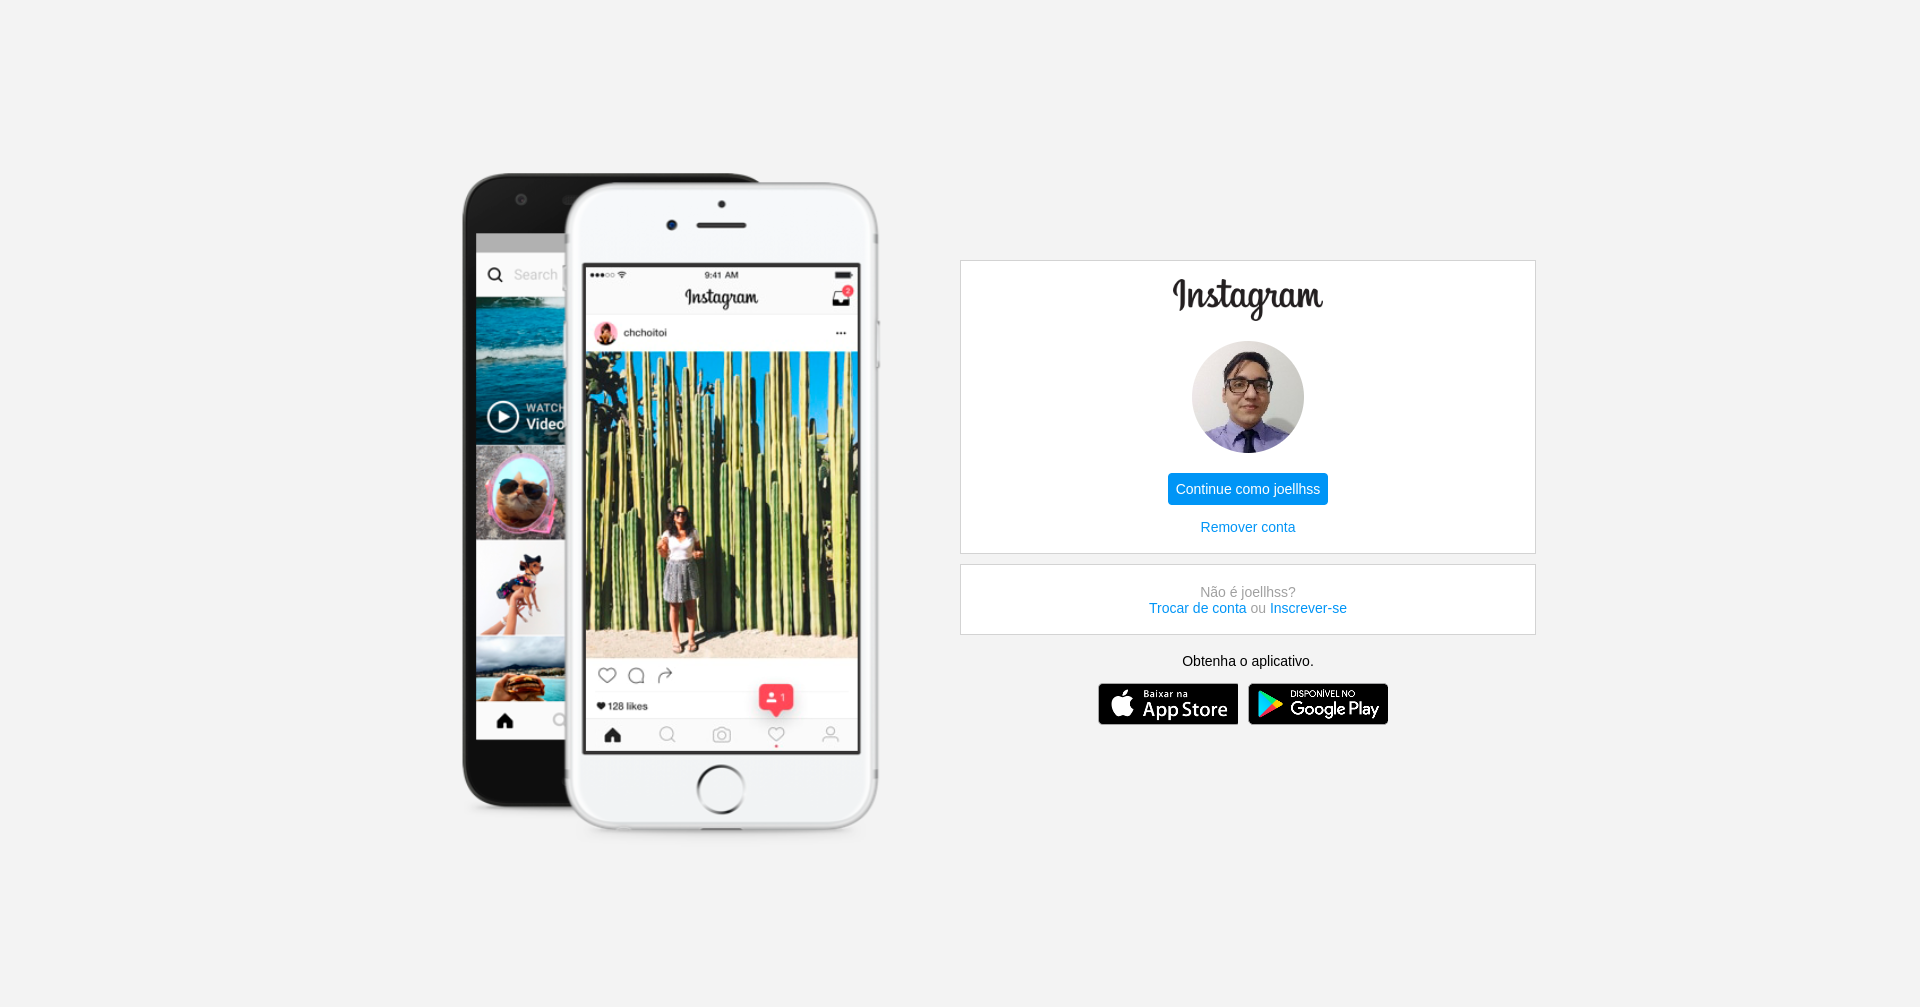 Search
WATCH
Video
9:41 AM
Instagram
2
chchoitoi
1
128 likes
Instagram
Continue como joellhss
Remover conta
Não é joellhss?
Trocar de conta ou Inscrever-se
Obtenha o aplicativo.
Baixar na
App Store
DISPONÍVEL NO
Google Play